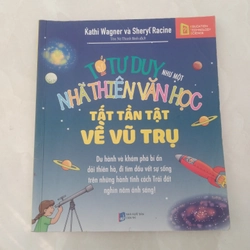 Kathi Wagner và Sheryl Racine
TỚ TƯ DUY NHƯ MỘT
NHÀ THIÊN VĂN HỌC
TẤT TẦN TẬT
VỀ VŨ TRỤ
Du hành và khám phá bí ẩn
dải thiên hà, đi tìm dấu vết sự sống
trên những hành tinh cách Trái đất
nghìn năm ánh sáng!